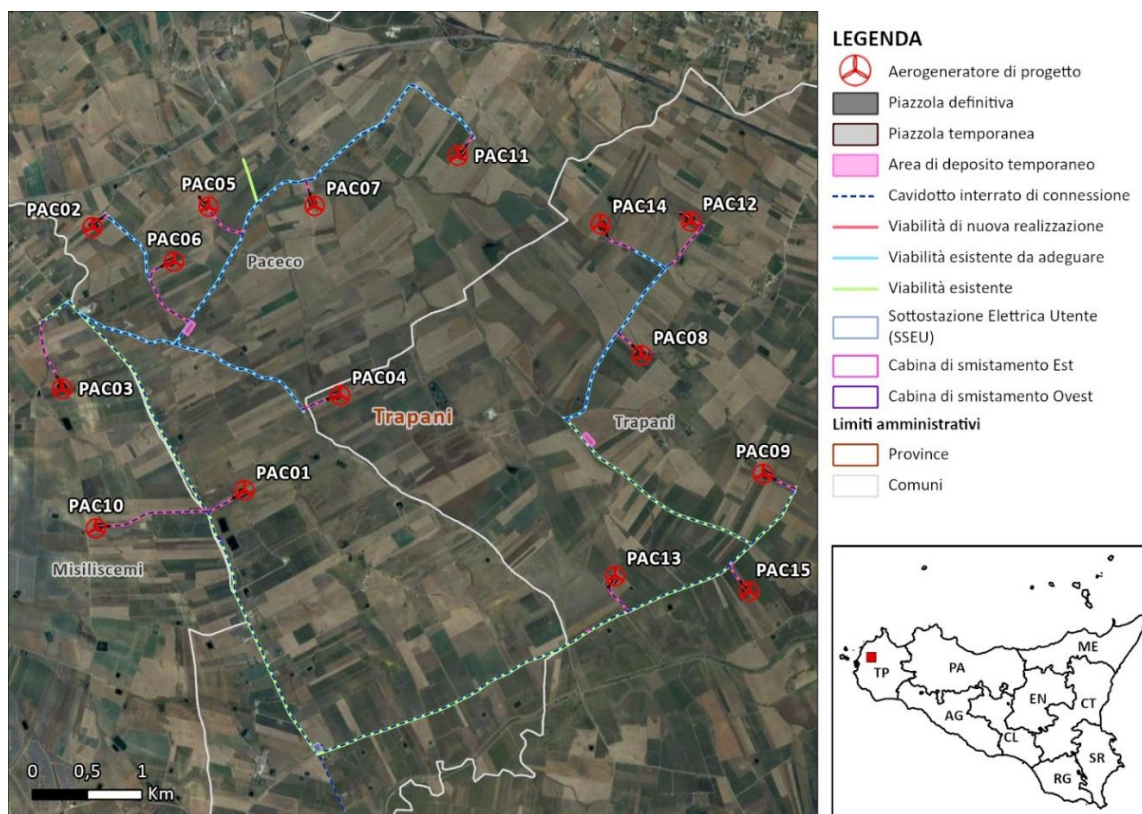 PAC11
PAC05
PAC07
PAC02
PAC14
PAC12
PAC06
Paceco
PAC08
PAC03
PAC04
Trapani
Trapani
PAC09
PAC01
PAC10
Misiliscemi
PAC13
PAC15
0 0,5 1
Km
LEGENDA
Aerogeneratore di progetto
Piazzola definitiva
Piazzola temporanea
Area di deposito temporaneo
Cavidotto interrato di connessione
Viabilità di nuova realizzazione
Viabilità esistente da adeguare
Viabilità esistente
Sottostazione Elettrica Utente
(SSEU)
Cabina di smistamento Est
Cabina di smistamento Ovest
Limiti amministrativi
Province
Comuni
ME
TP
PA
EN
CT
AG
CL
SR
RG